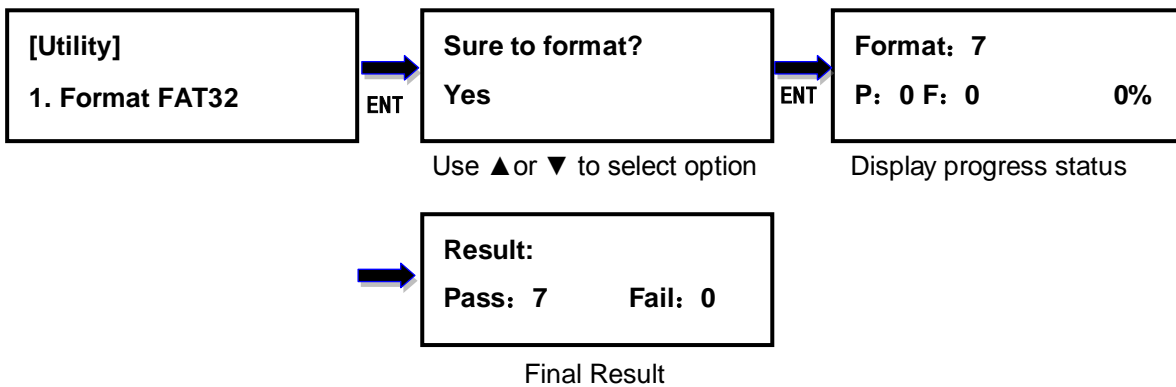 [Utility]
1. Format FAT32
ENT
Sure to format?
Yes
Use ▲or ▼ to select option
ENT
Format：7
P：0 F：0 0%
Display progress status
Result:
Pass：7 Fail：0
Final Result